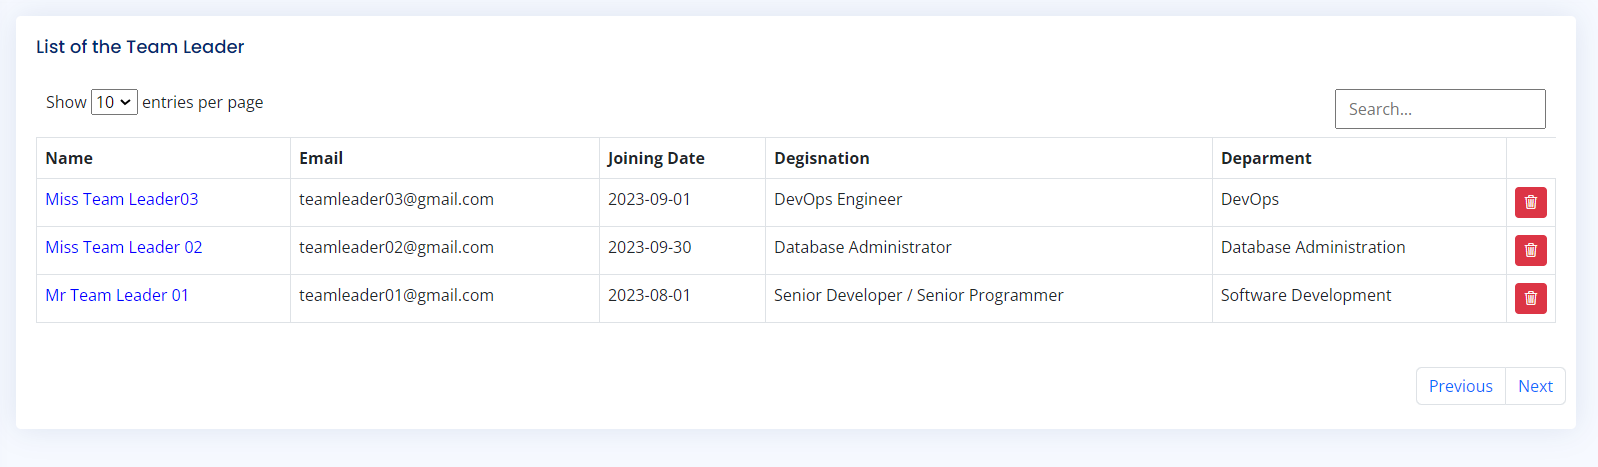 List of the Team Leader
Show 10 entries per page
Search...
Name Email Joining Date Degisnation Deparment
Miss Team Leader03 teamleader03@gmail.com 2023-09-01 DevOps Engineer DevOps
Miss Team Leader 02 teamleader02@gmail.com 2023-09-30 Database Administrator Database Administration
Mr Team Leader 01 teamleader01@gmail.com 2023-08-01 Senior Developer / Senior Programmer Software Development
Previous Next